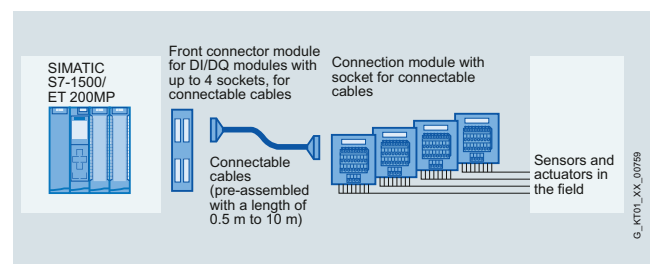 SIMATIC
S7-1500/
ET 200MP
Front connector module
for DI/DQ modules with
up to 4 sockets, for
connectable cables
Connectable
cables
(pre-assembled
with a length of
0.5 m to 10 m)
Connection module with
socket for connectable
cables
Sensors and
actuators in
the field
G_KT01_XX_00759